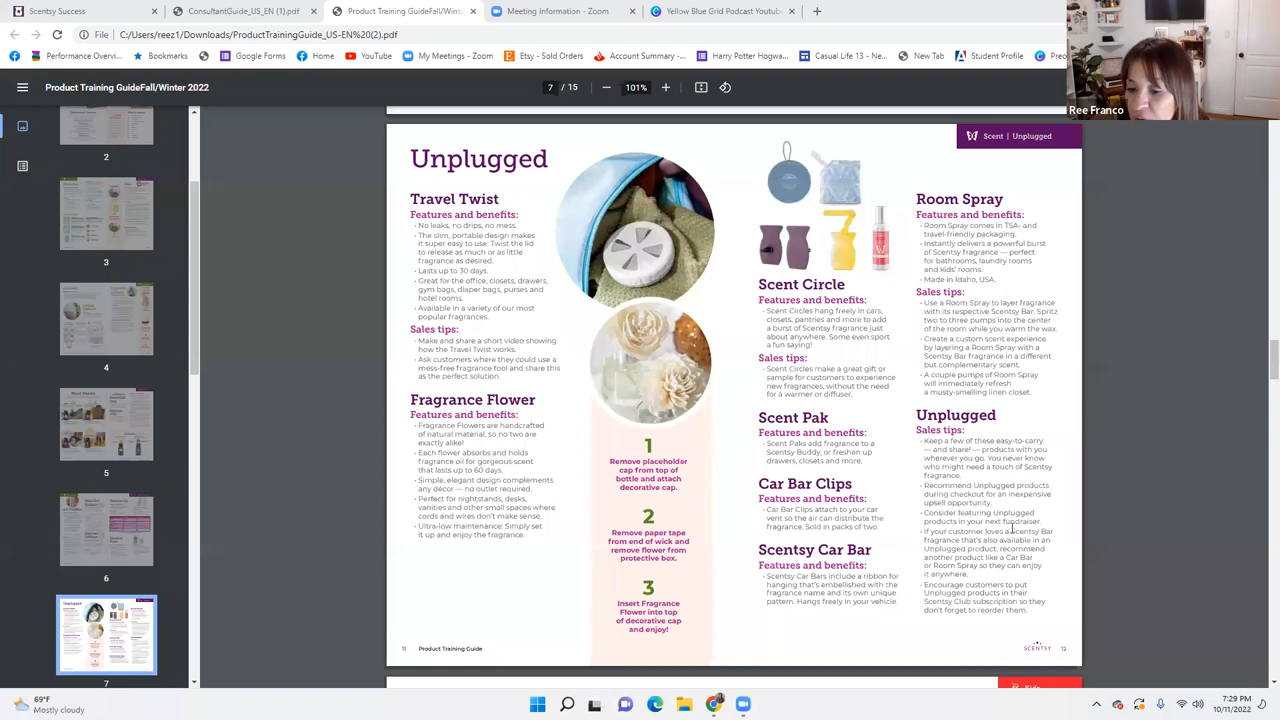 Scentsy Success
ConsultantGuide_US_EN (1).pdf
Product Training GuideFall/Wint
Meeting Information - Zoom
Yellow Blue Grid Podcast Youtub
File
C:/Users/reez1/Downloads/ProductTrainingGuide_US-EN%20(2).pdf
Performance Overvi...
Bookmarks
Google Forms
Home
YouTube
My Meetings - Zoom
Etsy - Sold Orders
Account Summary -...
Harry Potter Hogwa...
Casual Life 13 - Ne...
New Tab
Student Profile
Preo
Ree Franco
Product Training GuideFall/Winter 2022
7 / 15
101%
2
3
4
5
6
7
Scent | Unplugged
Unplugged
Travel Twist
Features and benefits:
· No leaks, no drips, no mess.
· The slim, portable design makes
it super easy to use: Twist the lid
to release as much or as little
fragrance as desired.
· Lasts up to 30 days.
· Great for the office, closets, drawers,
gym bags, diaper bags, purses and
hotel rooms.
· Available in a variety of our most
popular fragrances.
Sales tips:
· Make and share a short video showing
how the Travel Twist works.
· Ask customers where they could use a
mess-free fragrance tool and share this
as the perfect solution.
Fragrance Flower
Features and benefits:
· Fragrance Flowers are handcrafted
of natural material, so no two are
exactly alike!
· Each flower absorbs and holds
fragrance oil for gorgeous scent
that lasts up to 60 days.
· Simple, elegant design complements
any décor — no outlet required.
· Perfect for nightstands, desks,
vanities and other small spaces where
cords and wires don't make sense.
· Ultra-low maintenance: Simply set
it up and enjoy the fragrance.
1
Remove placeholder
cap from top of
bottle and attach
decorative cap.
2
Remove paper tape
from end of wick and
remove flower from
protective box.
3
Insert Fragrance
Flower into top
of decorative cap
and enjoy!
Scent Circle
Features and benefits:
· Scent Circles hang freely in cars,
closets, pantries and more to add
a burst of Scentsy fragrance just
about anywhere. Some even sport
a fun saying!
Sales tips:
· Scent Circles make a great gift or
sample for customers to experience
new fragrances, without the need
for a warmer or diffuser.
Scent Pak
Features and benefits:
· Scent Paks add fragrance to a
Scentsy Buddy, or freshen up
drawers, closets and more.
Car Bar Clips
Features and benefits:
· Car Bar Clips attach to your car
vent so the air can distribute the
fragrance. Sold in packs of two.
Scentsy Car Bar
Features and benefits:
· Scentsy Car Bars include a ribbon for
hanging that's embellished with the
fragrance name and its own unique
pattern. Hangs freely in your vehicle.
Room Spray
Features and benefits:
· Room Spray comes in TSA- and
travel-friendly packaging.
· Instantly delivers a powerful burst
of Scentsy fragrance — perfect
for bathrooms, laundry rooms
and kids' rooms.
· Made in Idaho, USA.
Sales tips:
· Use a Room Spray to layer fragrance
with its respective Scentsy Bar. Spritz
two to three pumps into the center
of the room while you warm the wax.
· Create a custom scent experience
by layering a Room Spray with a
Scentsy Bar fragrance in a different
but complementary scent.
· A couple pumps of Room Spray
will immediately refresh
a musty-smelling linen closet.
Unplugged
Sales tips:
· Keep a few of these easy-to-carry
— and share! — products with you
wherever you go. You never know
who might need a touch of Scentsy
fragrance.
· Recommend Unplugged products
during checkout for an inexpensive
upsell opportunity.
· Consider featuring Unplugged
products in your next fundraiser.
· If your customer loves a Scentsy Bar
fragrance that's also available in an
Unplugged product, recommend
another product like a Car Bar
or Room Spray so they can enjoy
it anywhere.
· Encourage customers to put
Unplugged products in their
Scentsy Club subscription so they
don't forget to reorder them.
11
Product Training Guide
SCENTSY
12
Kids
69°F
Mostly cloudy
7:29 PM
10/11/2022